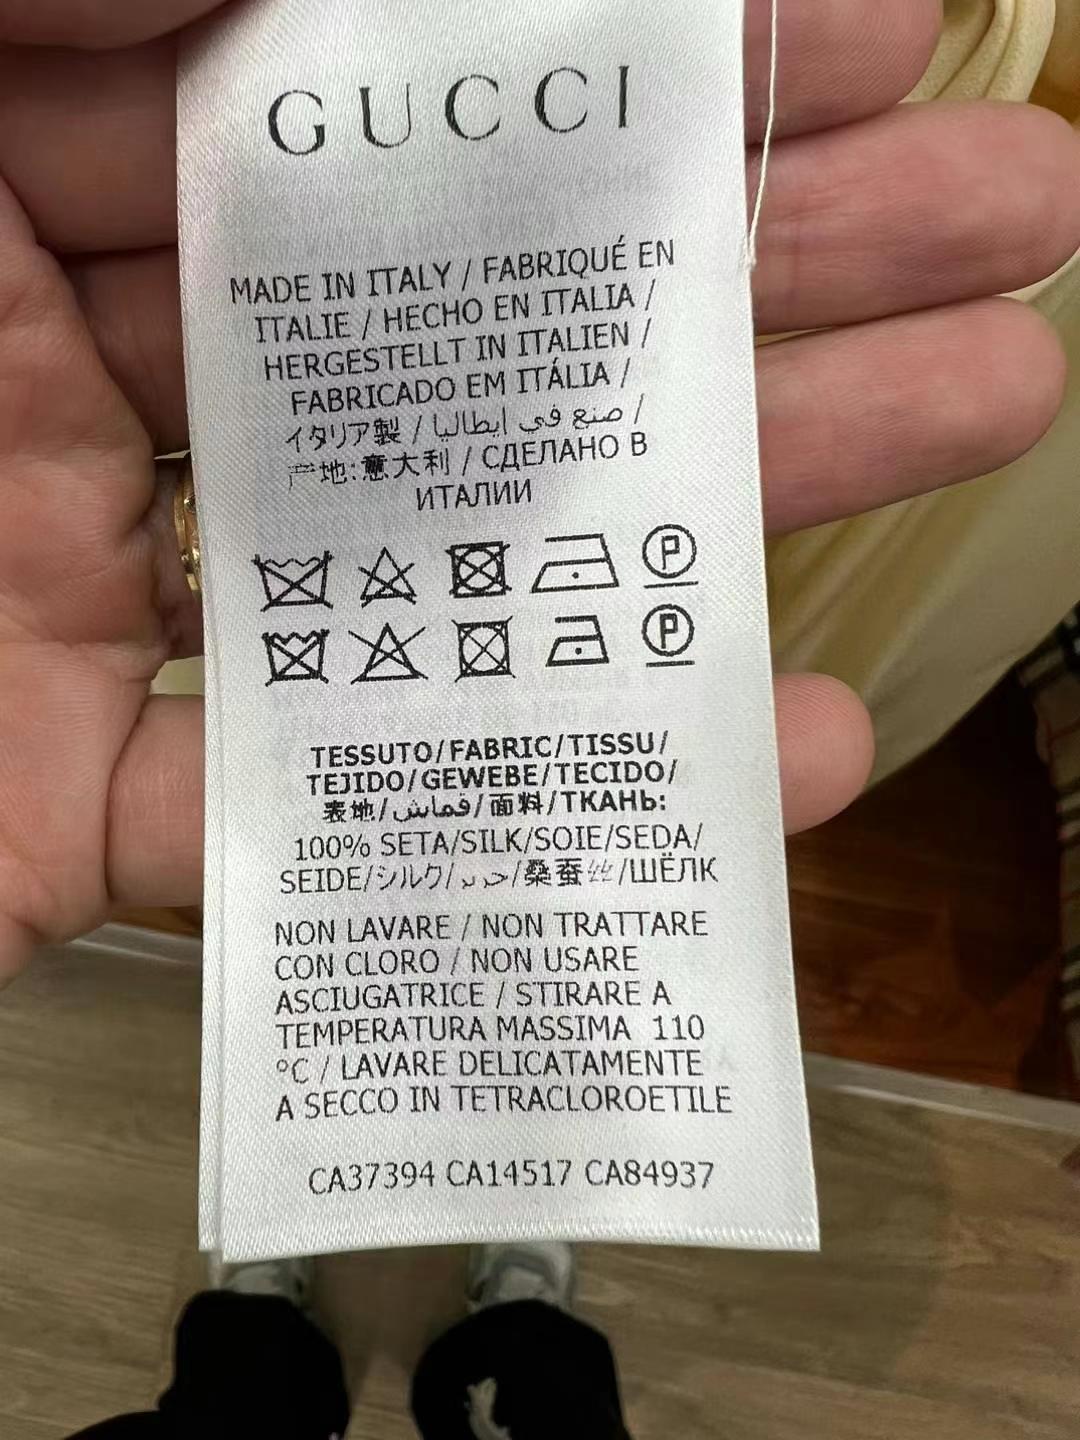 GUCCI
MADE IN ITALY / FABRIQUÉ EN
ITALIE / HECHO EN ITALIA /
HERGESTELLT IN ITALIEN /
FABRICADO EM ITÁLIA /
イタリア製 / صنع في إيطاليا /
产地:意大利 / СДЕЛАНО В
ИТАЛИИ
P
P
TESSUTO/FABRIC/TISSU/
TEJIDO/GEWEBE/TECIDO/
表地/قماش/面料/ТКАНЬ:
100% SETA/SILK/SOIE/SEDA/
SEIDE/シルク/حرير/桑蚕丝/ШЁЛК
NON LAVARE / NON TRATTARE
CON CLORO / NON USARE
ASCIUGATRICE / STIRARE A
TEMPERATURA MASSIMA 110
°C / LAVARE DELICATAMENTE
A SECCO IN TETRACLOROETILE
CA37394 CA14517 CA84937